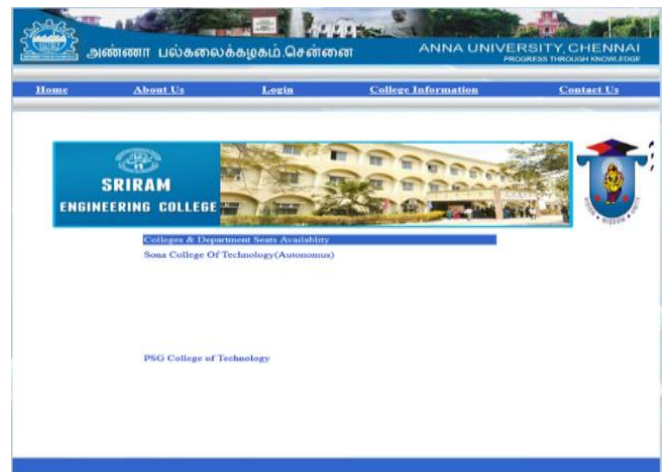 அண்ணா பல்கலைக்கழகம்,சென்னை
ANNA UNIVERSITY, CHENNAI
PROGRESS THROUGH KNOWLEDGE
Home About Us Login College Information Contact Us
SRIRAM
ENGINEERING COLLEGE
Colleges & Department Seats Availablity
Sona College Of Technology(Autonomus)
PSG College of Technology